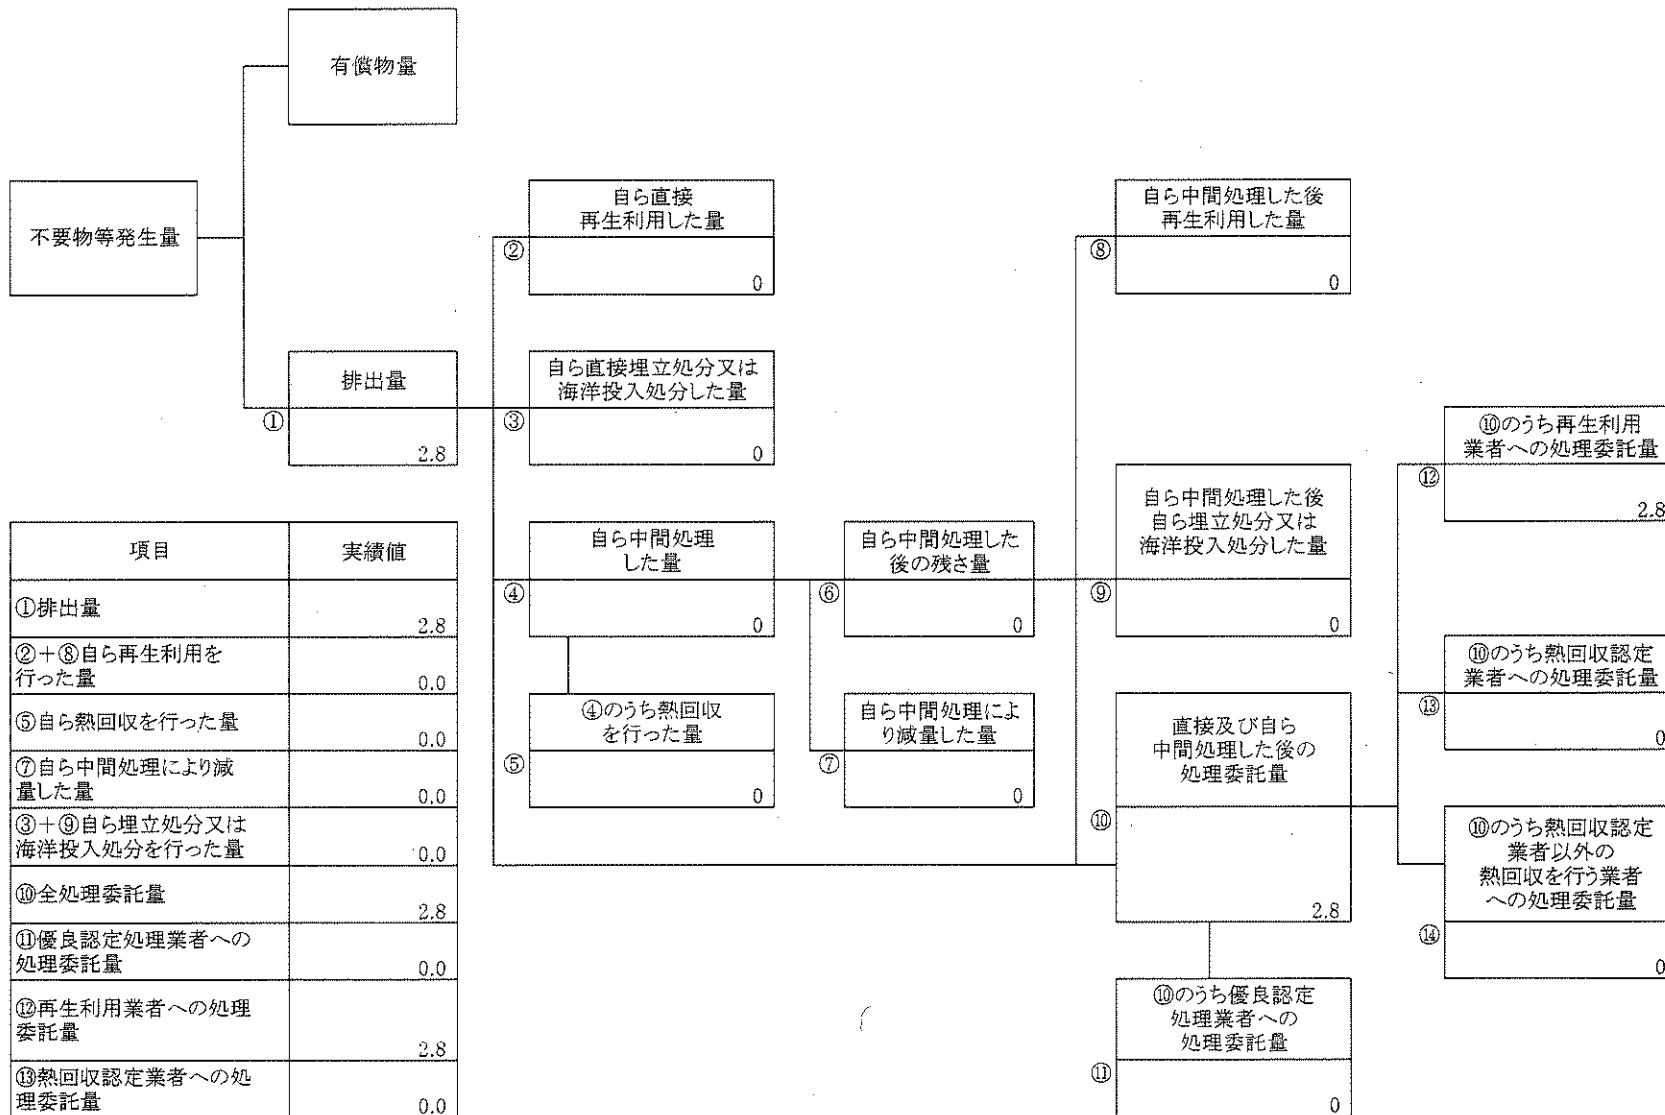 有償物量
不要物等発生量
自ら直接
再生利用した量
②
0
自ら中間処理した後
再生利用した量
⑧
0
排出量
①
2.8
自ら直接埋立処分又は
海洋投入処分した量
③
0
⑩のうち再生利用
業者への処理委託量
⑫
2.8
自ら中間処理
した量
④
0
自ら中間処理した
後の残さ量
⑥
0
自ら中間処理した後
自ら埋立処分又は
海洋投入処分した量
⑨
0
⑩のうち熱回収認定
業者への処理委託量
⑬
0
④のうち熱回収
を行った量
⑤
0
自ら中間処理によ
り減量した量
⑦
0
直接及び自ら
中間処理した後の
処理委託量
⑩
2.8
⑩のうち熱回収認定
業者以外の
熱回収を行う業者
への処理委託量
⑭
0
⑩のうち優良認定
処理業者への
処理委託量
⑪
0
項目 実績値
①排出量 2.8
②+⑧自ら再生利用を
行った量 0.0
⑤自ら熱回収を行った量 0.0
⑦自ら中間処理により減
量した量 0.0
③+⑨自ら埋立処分又は
海洋投入処分を行った量 0.0
⑩全処理委託量 2.8
⑪優良認定処理業者への
処理委託量 0.0
⑫再生利用業者への処理
委託量 2.8
⑬熱回収認定業者への処
理委託量 0.0